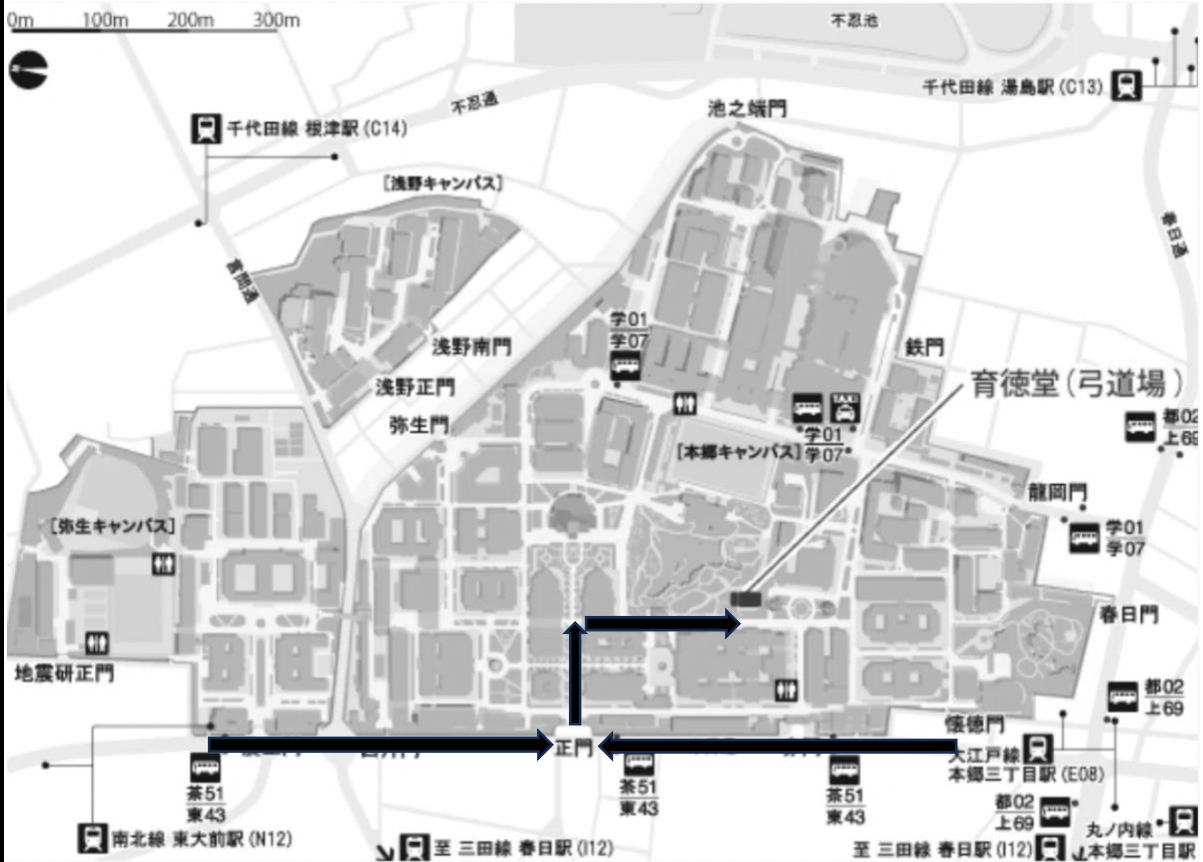 0m 100m 200m 300m
不忍池
千代田線 湯島駅(C13)
不忍通
池之端門
千代田線 根津駅(C14)
[浅野キャンパス]
春日通
言問通
学01
学07
浅野南門
鉄門
浅野正門
育徳堂(弓道場)
弥生門
TAXI
都02
上69
[本郷キャンパス]
学01
学07
龍岡門
[弥生キャンパス]
学01
学07
春日門
地震研正門
都02
上69
懐徳門
正門
大江戸線
本郷三丁目駅(E08)
茶51
東43
茶51
東43
茶51
東43
都02
上69
丸ノ内線
本郷三丁目駅
南北線 東大前駅(N12)
至 三田線 春日駅(I12)
至 三田線 春日駅(I12)